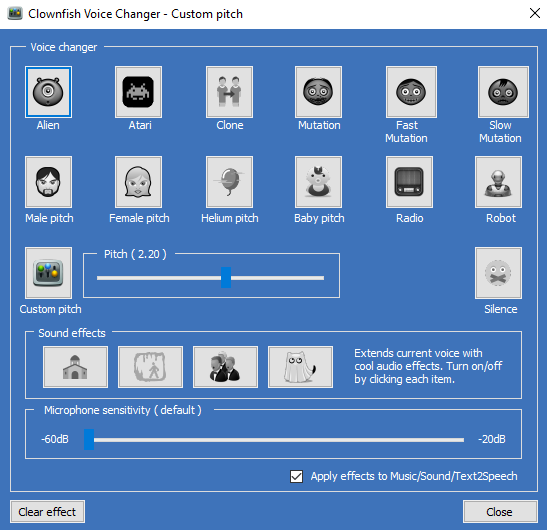 Clownfish Voice Changer - Custom pitch
Voice changer
Alien
Atari
Clone
Mutation
Fast
Mutation
Slow
Mutation
Male pitch
Female pitch
Helium pitch
Baby pitch
Radio
Robot
Pitch ( 2.20 )
Custom pitch
Silence
Sound effects
Extends current voice with
cool audio effects. Turn on/off
by clicking each item.
Microphone sensitivity ( default )
-60dB
-20dB
Apply effects to Music/Sound/Text2Speech
Clear effect
Close